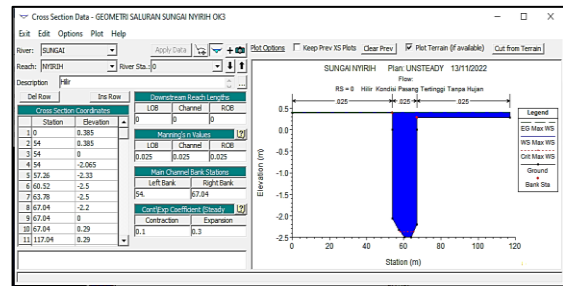 Cross Section Data - GEOMETRI SALURAN SUNGAI NYIRIH OK3
Exit Edit Options Plot Help
River: SUNGAI Apply Data
Reach: NYIRIH River Sta.: 0
Description Hilir
Del Row Ins Row
Cross Section Coordinates
Station Elevation
1 0 0.385
2 54 0.385
3 54 0
4 54 -2.065
5 57.26 -2.33
6 60.52 -2.5
7 63.78 -2.5
8 67.04 -2.2
9 67.04 0
10 67.04 0.29
11 117.04 0.29
Downstream Reach Lengths
LOB Channel ROB
0 0 0
Manning's n Values
LOB Channel ROB
0.025 0.025 0.025
Main Channel Bank Stations
Left Bank Right Bank
54. 67.04
Cont\Exp Coefficient (Steady
Contraction Expansion
0.1 0.3
Plot Options Keep Prev XS Plots Clear Prev Plot Terrain (if available) Cut from Terrain
SUNGAI NYIRIH Plan: UNSTEADY 13/11/2022
Flow:
RS = 0 Hilir Kondisi Pasang Tertinggi Tanpa Hujan
.025 .025 .025
Elevation (m)
0.5
0.0
-0.5
-1.0
-1.5
-2.0
-2.5
0 20 40 60 80 100 120
Station (m)
Legend
EG Max WS
WS Max WS
Crit Max WS
Ground
Bank Sta